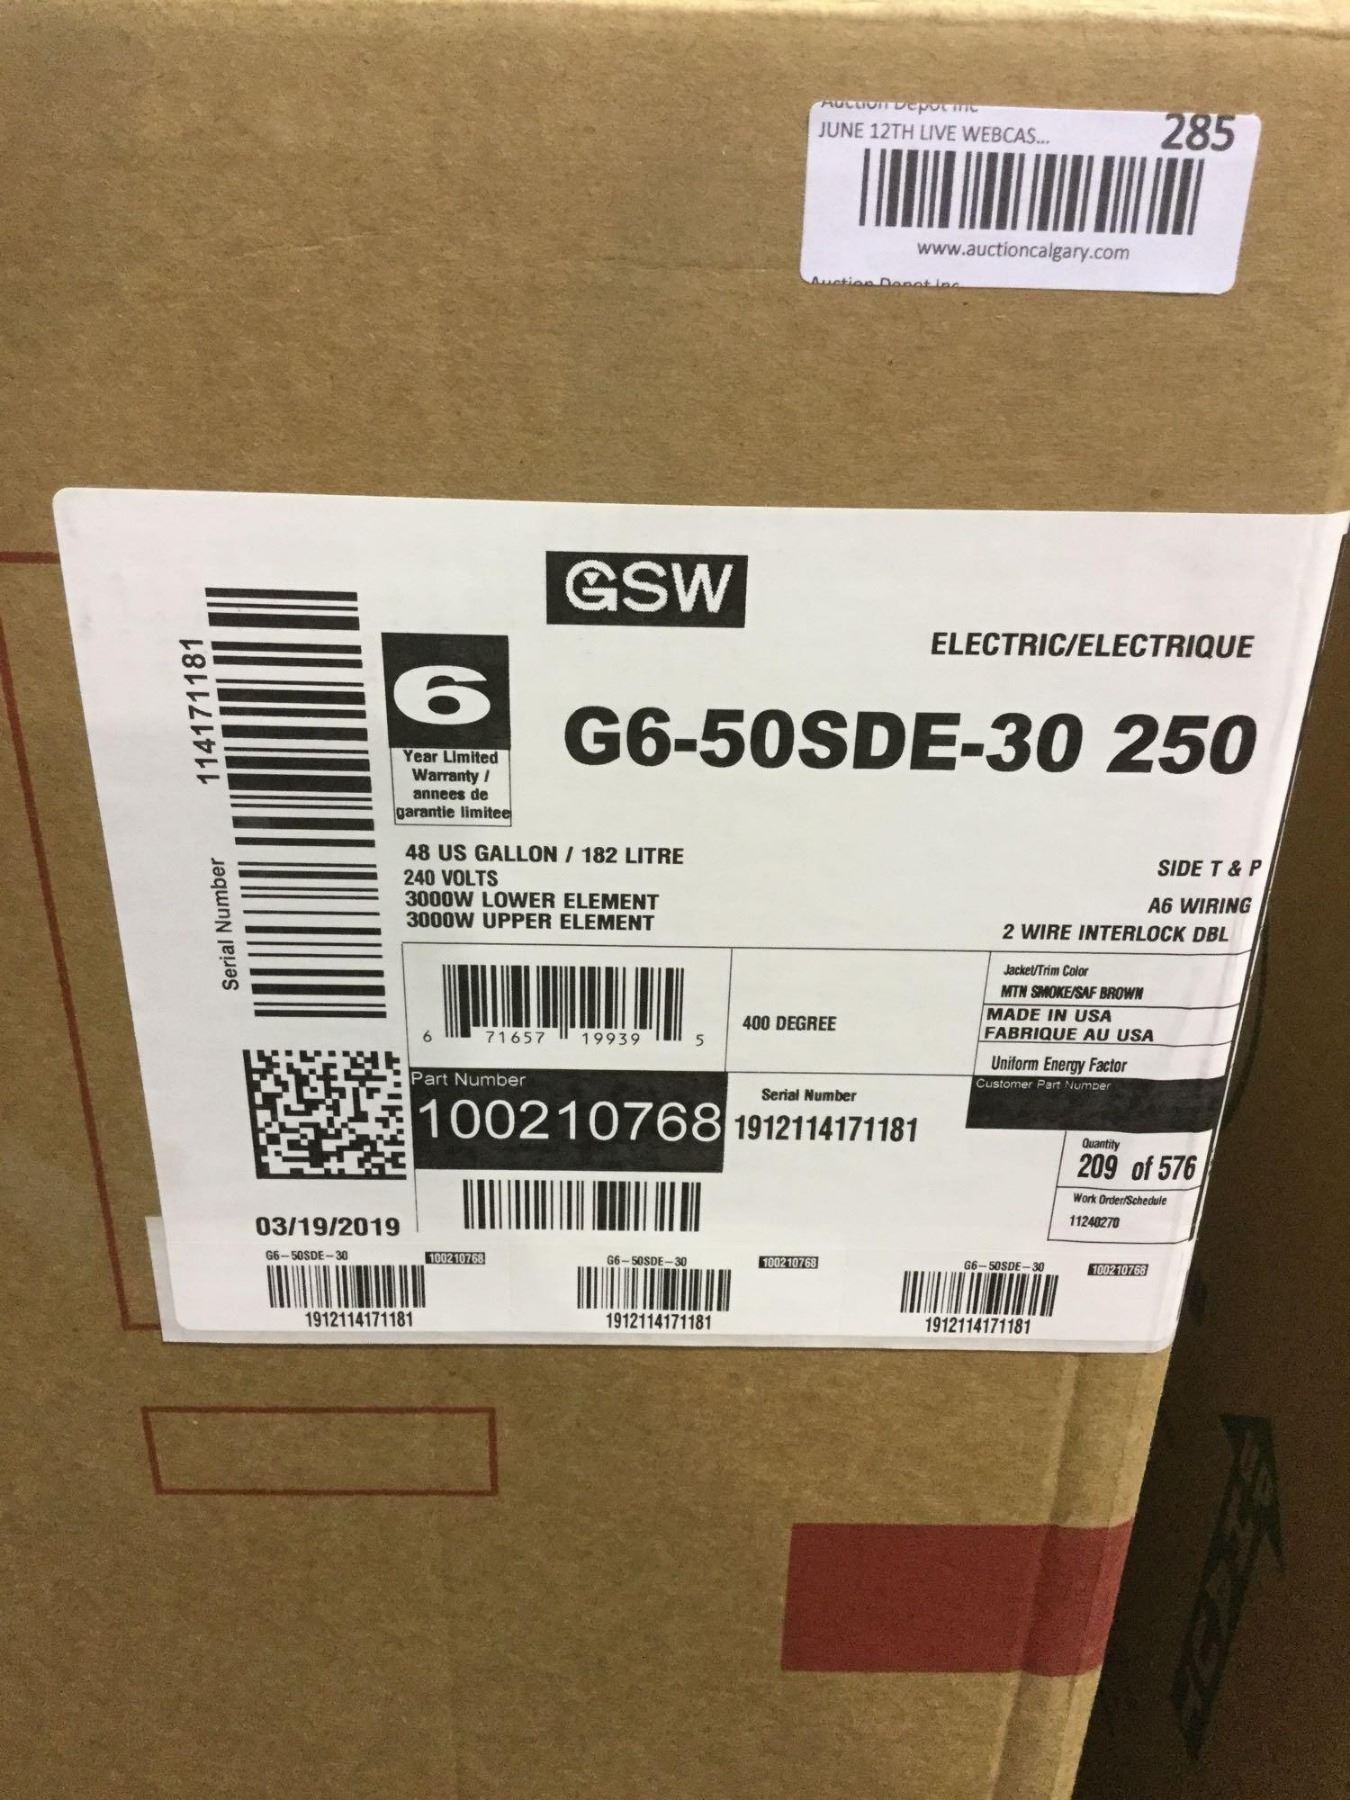 Auction Depot Inc
JUNE 12TH LIVE WEBCAS...
285
www.auctioncalgary.com
Auction Depot Inc
GSW
ELECTRIC/ELECTRIQUE
114171181
Serial Number
6
Year Limited
Warranty /
annees de
garantie limitee
G6-50SDE-30 250
48 US GALLON / 182 LITRE
240 VOLTS
3000W LOWER ELEMENT
3000W UPPER ELEMENT
SIDE T & P
A6 WIRING
2 WIRE INTERLOCK DBL
6 71657 19939 5
400 DEGREE
Jacket/Trim Color
MTN SMOKE/SAF BROWN
MADE IN USA
FABRIQUE AU USA
Uniform Energy Factor
Customer Part Number
Part Number
100210768
Serial Number
1912114171181
Quantity
209 of 576
Work Order/Schedule
11240270
03/19/2019
G6-50SDE-30 100210768
1912114171181
G6-50SDE-30 100210768
1912114171181
G6-50SDE-30 100210768
1912114171181